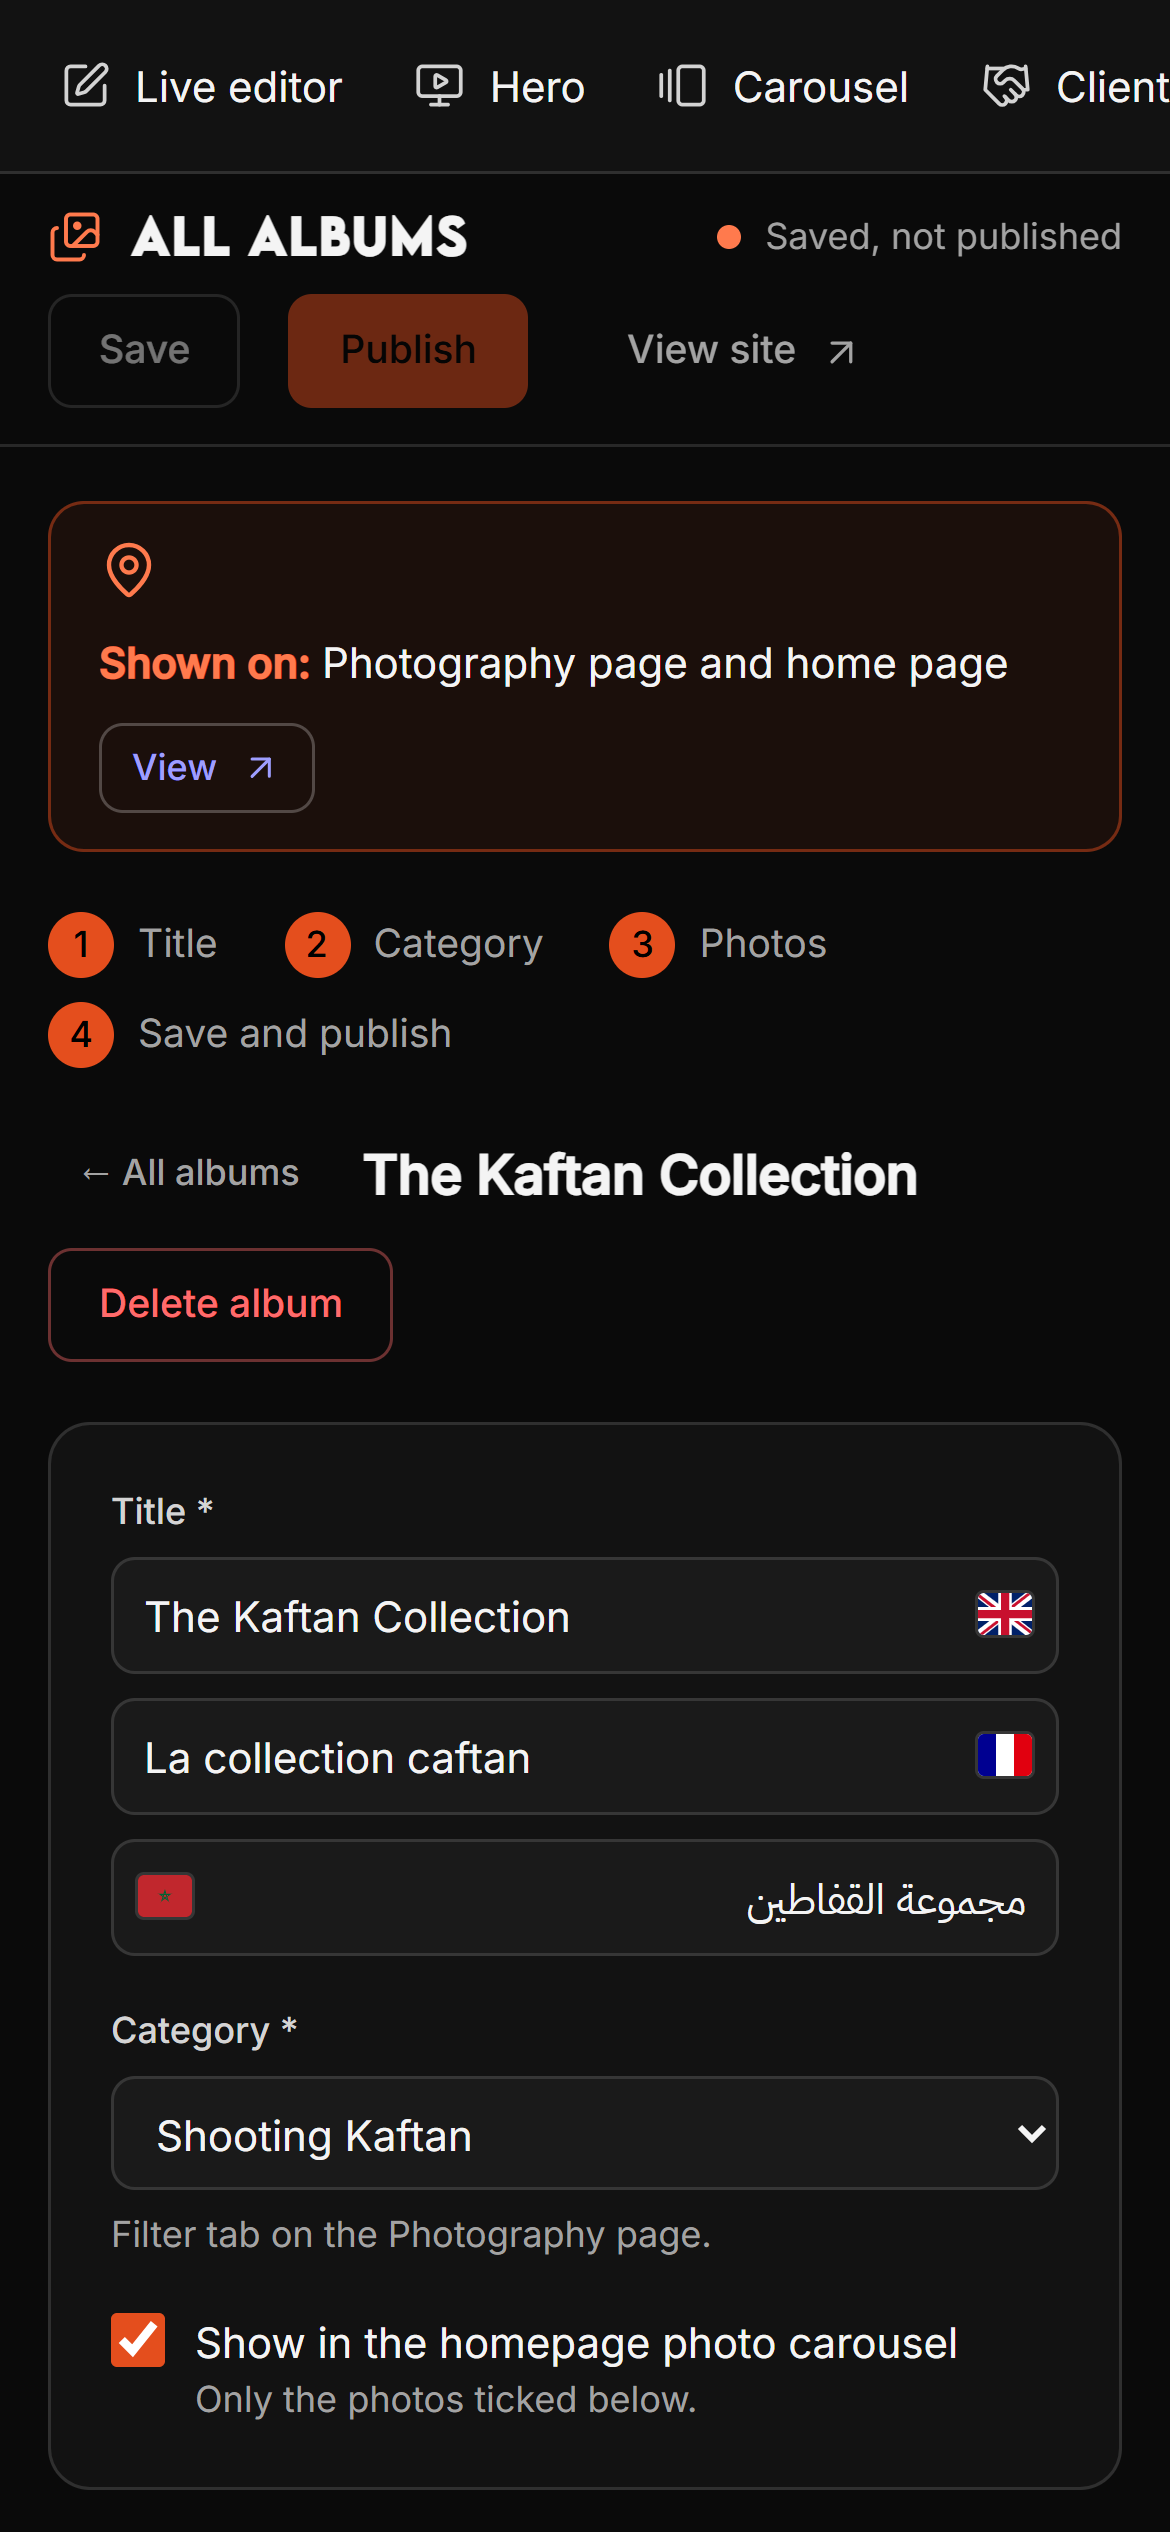 Live editor Hero Carousel Client
ALL ALBUMS Saved, not published
Save Publish View site
Shown on: Photography page and home page
View
1 Title 2 Category 3 Photos
4 Save and publish
← All albums The Kaftan Collection
Delete album
Title *
The Kaftan Collection
La collection caftan
مجموعة القفاطين
Category *
Shooting Kaftan
Filter tab on the Photography page.
Show in the homepage photo carousel
Only the photos ticked below.